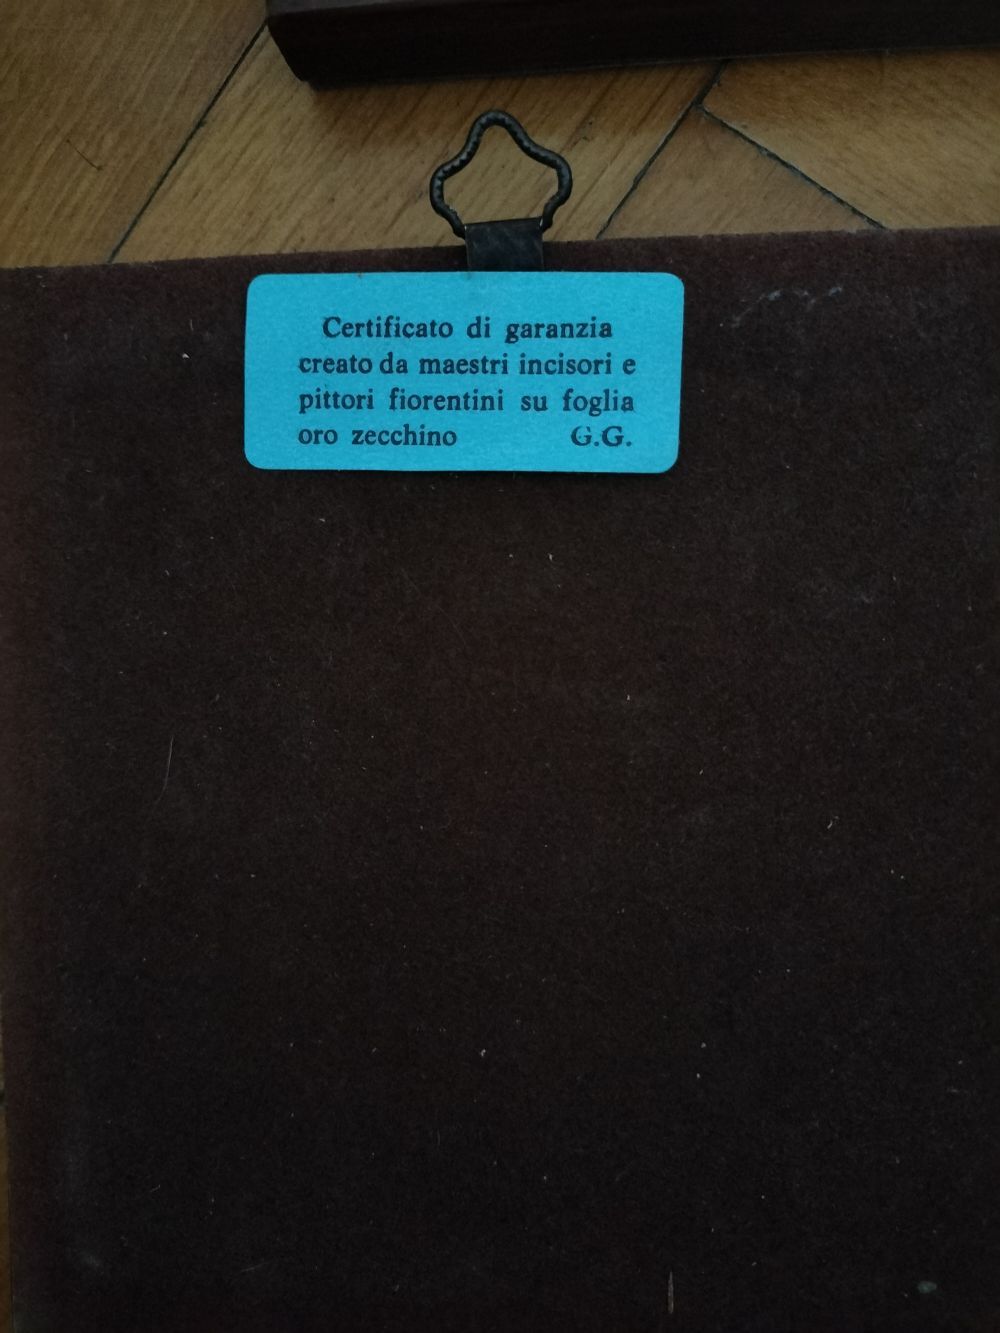 Certificato di garanzia
creato da maestri incisori e
pittori fiorentini su foglia
oro zecchino G.G.